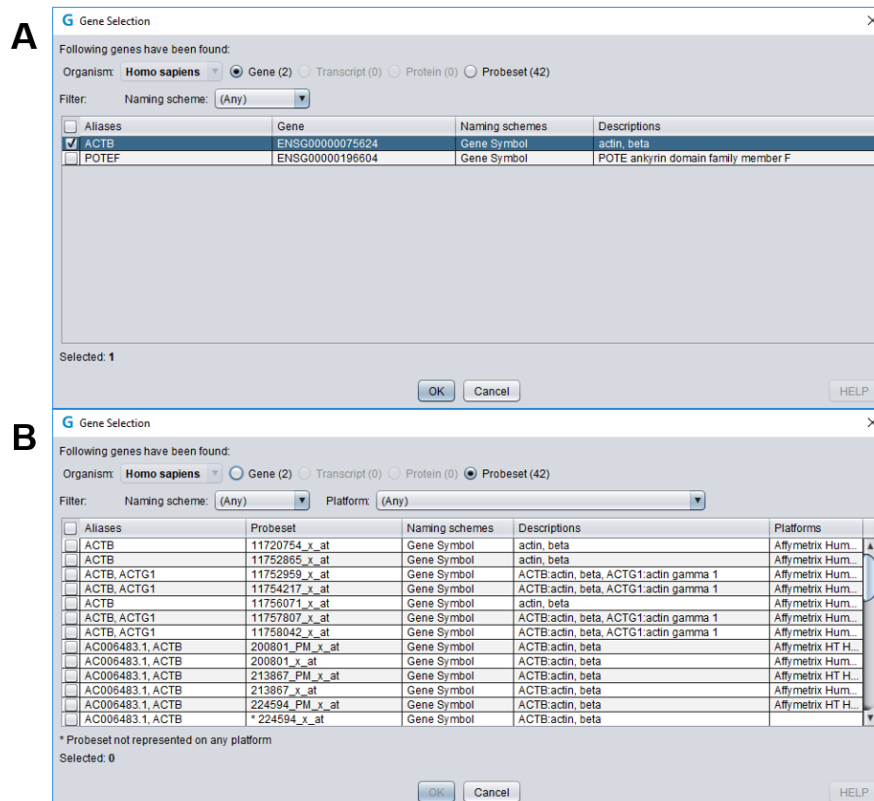 A
G Gene Selection
Following genes have been found:
Organism: Homo sapiens Gene (2) Transcript (0) Protein (0) Probeset (42)
Filter: Naming scheme: (Any)
Aliases Gene Naming schemes Descriptions
ACTB ENSG00000075624 Gene Symbol actin, beta
POTEF ENSG00000196604 Gene Symbol POTE ankyrin domain family member F
Selected: 1
OK Cancel HELP
B
G Gene Selection
Following genes have been found:
Organism: Homo sapiens Gene (2) Transcript (0) Protein (0) Probeset (42)
Filter: Naming scheme: (Any) Platform: (Any)
Aliases Probeset Naming schemes Descriptions Platforms
ACTB 11720754_x_at Gene Symbol actin, beta Affymetrix Hum...
ACTB 11752865_x_at Gene Symbol actin, beta Affymetrix Hum...
ACTB, ACTG1 11752959_x_at Gene Symbol ACTB:actin, beta, ACTG1:actin gamma 1 Affymetrix Hum...
ACTB, ACTG1 11754217_x_at Gene Symbol ACTB:actin, beta, ACTG1:actin gamma 1 Affymetrix Hum...
ACTB 11756071_x_at Gene Symbol actin, beta Affymetrix Hum...
ACTB, ACTG1 11757807_x_at Gene Symbol ACTB:actin, beta, ACTG1:actin gamma 1 Affymetrix Hum...
ACTB, ACTG1 11758042_x_at Gene Symbol ACTB:actin, beta, ACTG1:actin gamma 1 Affymetrix Hum...
AC006483.1, ACTB 200801_PM_x_at Gene Symbol ACTB:actin, beta Affymetrix HT H...
AC006483.1, ACTB 200801_x_at Gene Symbol ACTB:actin, beta Affymetrix Hum...
AC006483.1, ACTB 213867_PM_x_at Gene Symbol ACTB:actin, beta Affymetrix HT H...
AC006483.1, ACTB 213867_x_at Gene Symbol ACTB:actin, beta Affymetrix Hum...
AC006483.1, ACTB 224594_PM_x_at Gene Symbol ACTB:actin, beta Affymetrix HT H...
AC006483.1, ACTB * 224594_x_at Gene Symbol ACTB:actin, beta
* Probeset not represented on any platform
Selected: 0
OK Cancel HELP